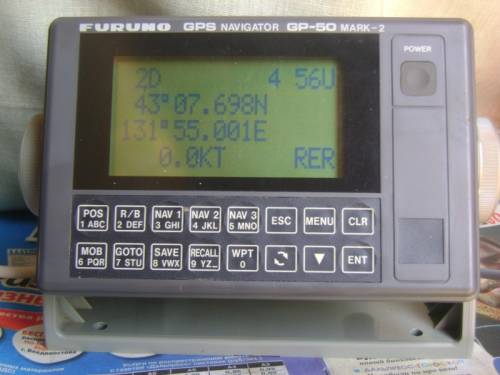 FURUNO GPS NAVIGATOR GP-50 MARK-2
POWER
2D 4 56U
43°07.698N
131°55.001E
0.0KT RER
POS R/B NAV 1 NAV 2 NAV 3 ESC MENU CLR
1 ABC 2 DEF 3 GHI 4 JKL 5 MNO
MOB GOTO SAVE RECALL WPT ▼ ENT
6 PQR 7 STU 8 VWX 9 YZ_ 0